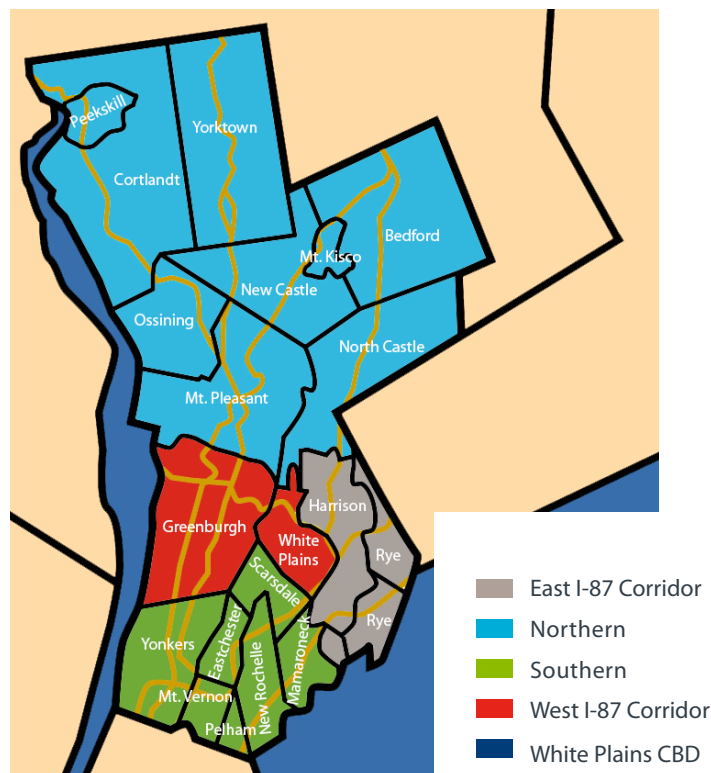 Peekskill
Yorktown
Cortlandt
Bedford
Mt. Kisco
New Castle
Ossining
North Castle
Mt. Pleasant
Harrison
Greenburgh
White
Plains
Rye
Scarsdale
Rye
Yonkers
Eastchester
Mamaroneck
New Rochelle
Mt. Vernon
Pelham
East I-87 Corridor
Northern
Southern
West I-87 Corridor
White Plains CBD